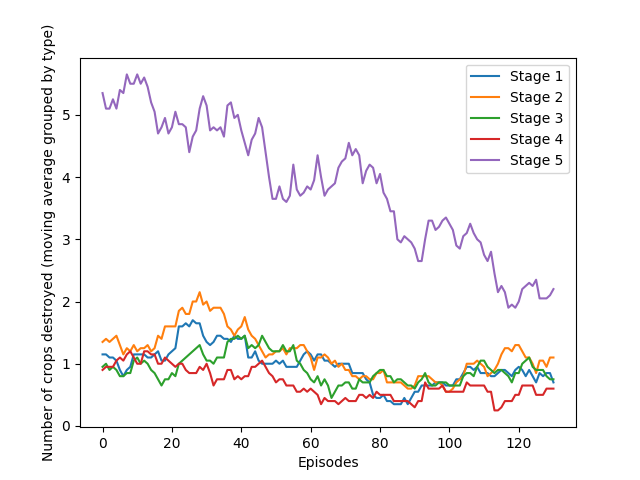 Number of crops destroyed (moving average grouped by type)
5
4
3
2
1
0
Stage 1
Stage 2
Stage 3
Stage 4
Stage 5
0 20 40 60 80 100 120
Episodes